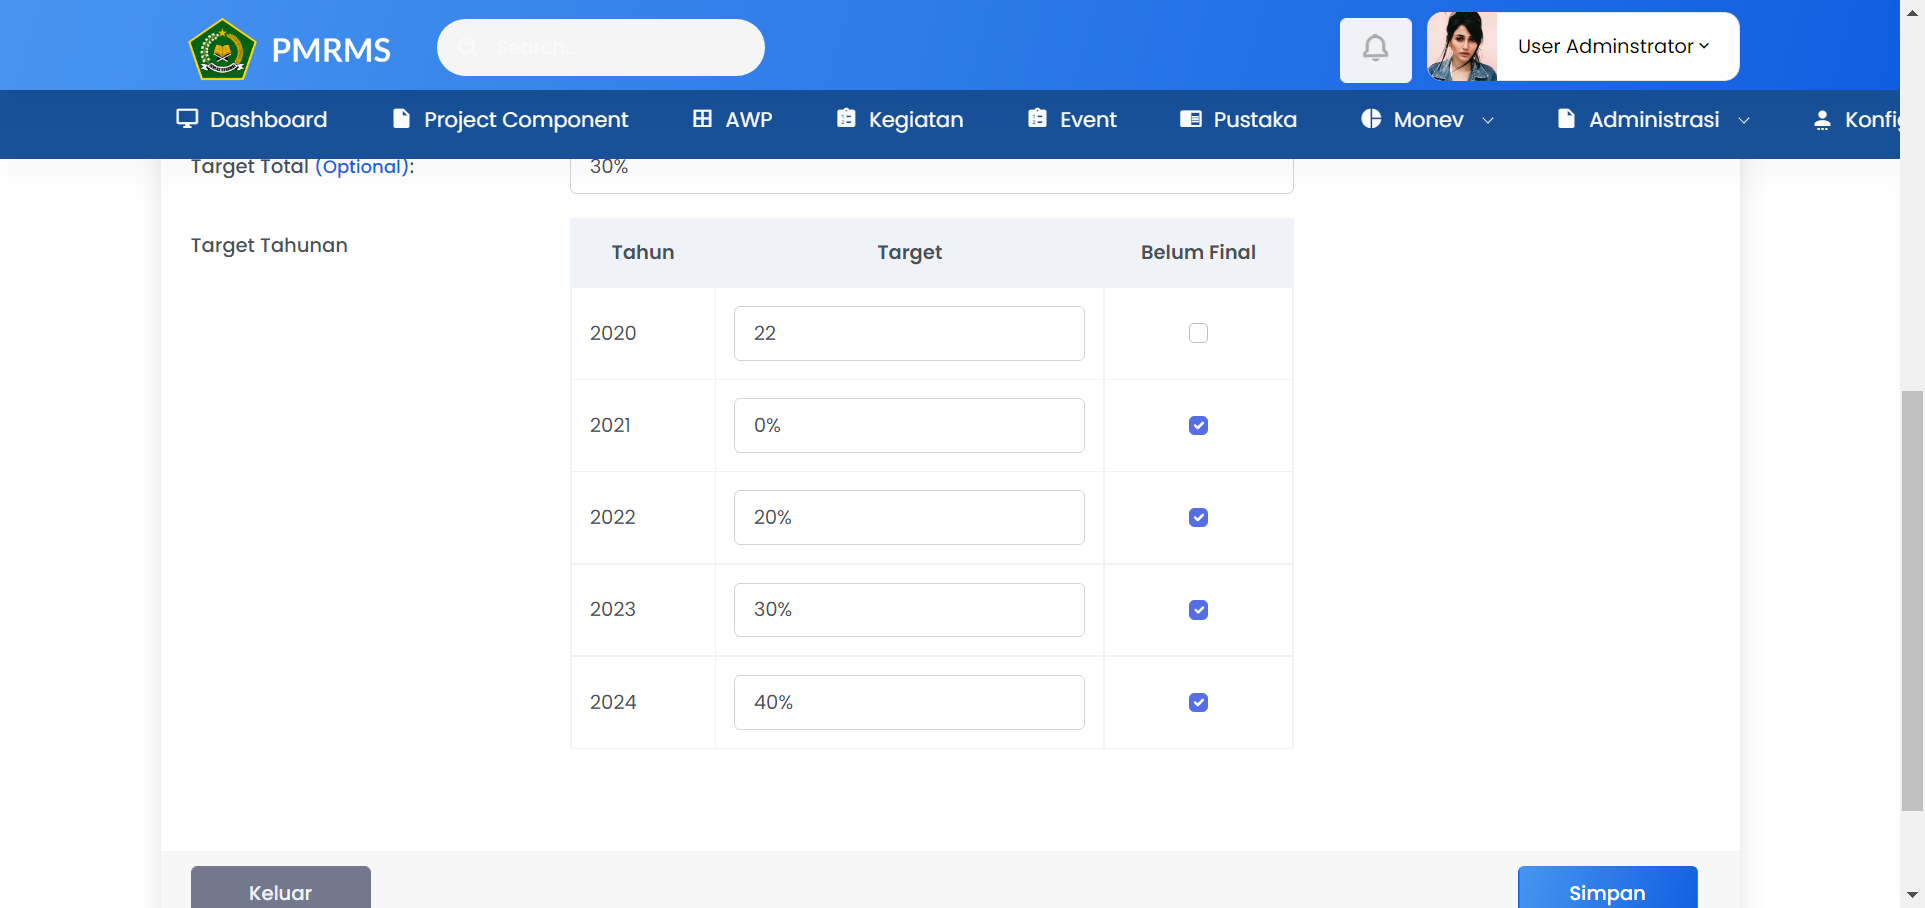 PMRMS
Search...
User Adminstrator
Dashboard
Project Component
AWP
Kegiatan
Event
Pustaka
Monev
Administrasi
Target Total (Optional):
30%
Target Tahunan
Tahun Target Belum Final
2020 22
2021 0%
2022 20%
2023 30%
2024 40%
Keluar
Simpan